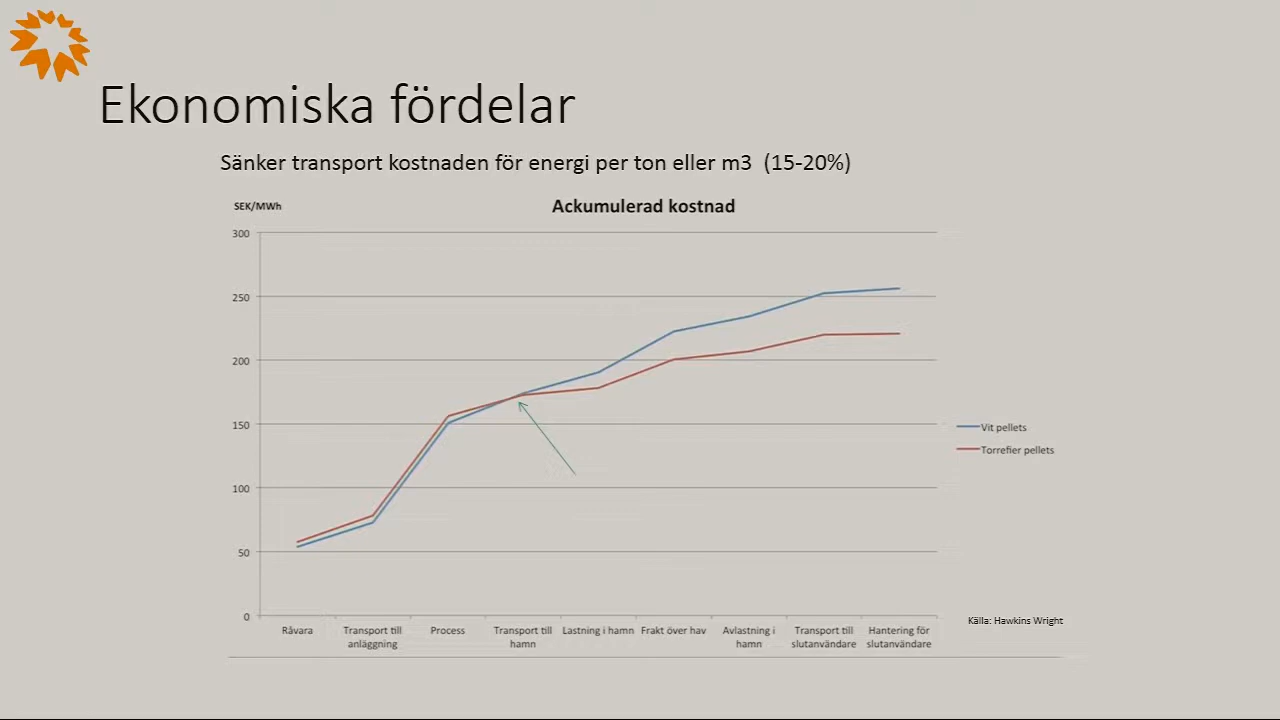 Ekonomiska fördelar
Sänker transport kostnaden för energi per ton eller m3 (15-20%)
SEK/MWh
Ackumulerad kostnad
300
250
200
150
100
50
0
Vit pellets
Torrefier pellets
Råvara
Transport till
anläggning
Process
Transport till
hamn
Lastning i hamn
Frakt över hav
Avlastning i
hamn
Transport till
slutanvändare
Hantering för
slutanvändare
Källa: Hawkins Wright